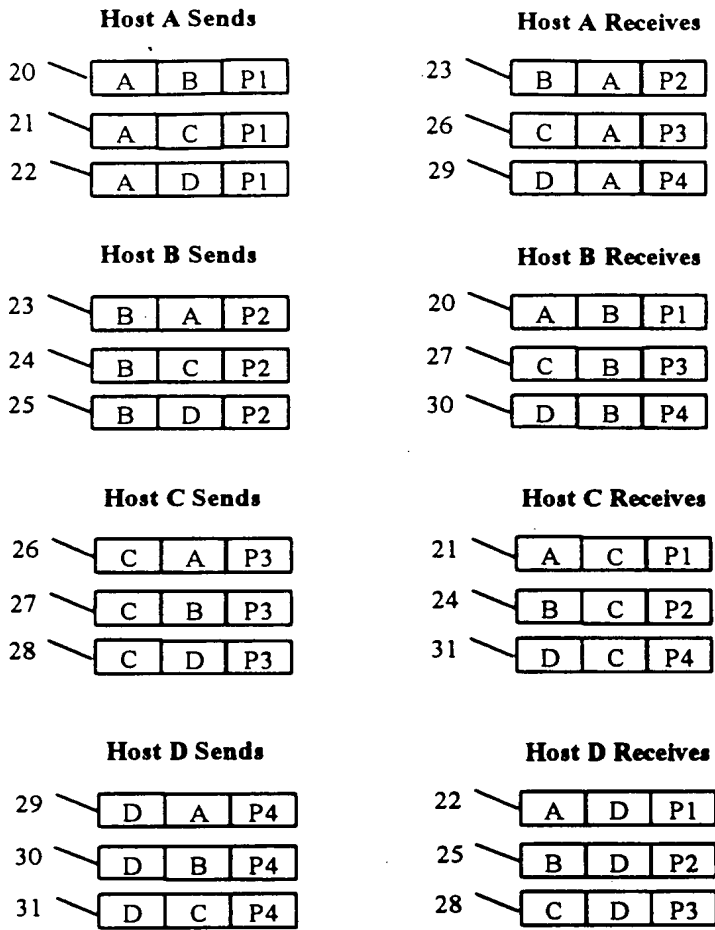 Host A Sends
20 A B P1
21 A C P1
22 A D P1
Host A Receives
23 B A P2
26 C A P3
29 D A P4
Host B Sends
23 B A P2
24 B C P2
25 B D P2
Host B Receives
20 A B P1
27 C B P3
30 D B P4
Host C Sends
26 C A P3
27 C B P3
28 C D P3
Host C Receives
21 A C P1
24 B C P2
31 D C P4
Host D Sends
29 D A P4
30 D B P4
31 D C P4
Host D Receives
22 A D P1
25 B D P2
28 C D P3